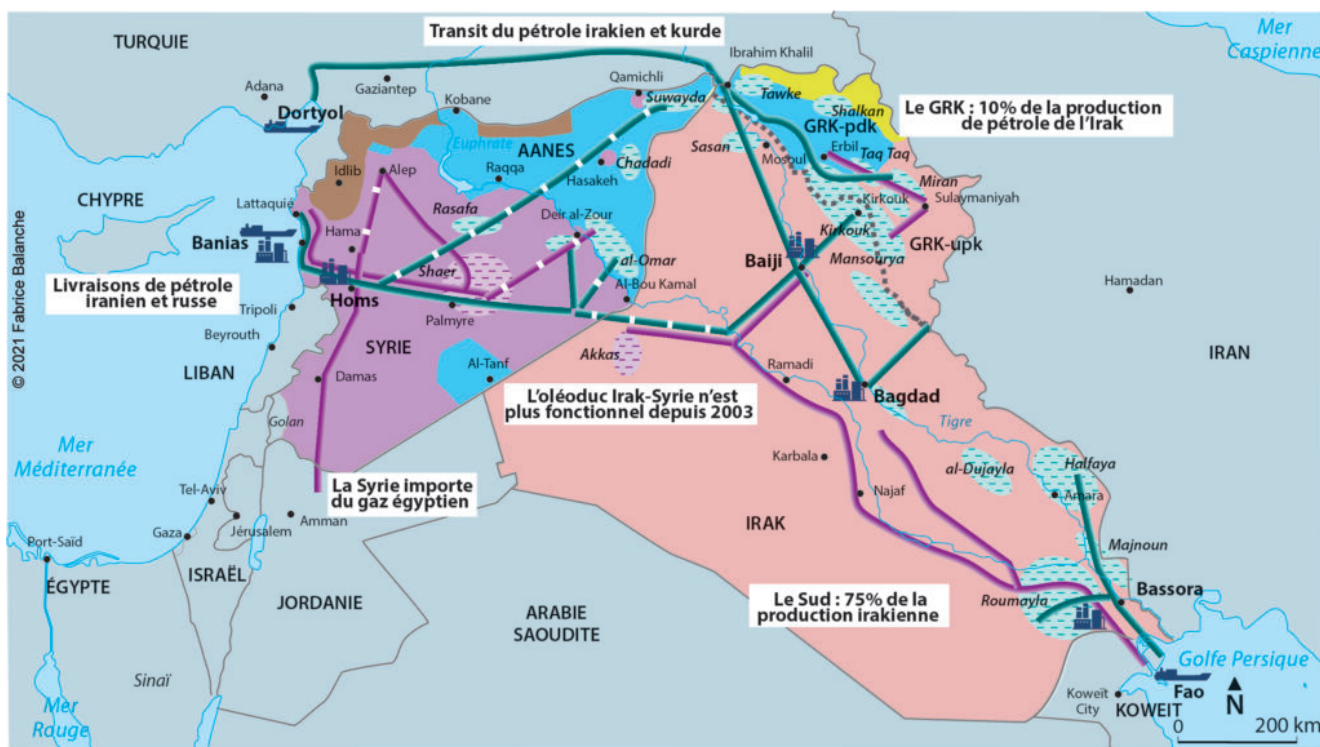 Mer
Caspienne
TURQUIE
Transit du pétrole irakien et kurde
Ibrahim Khalil
Adana
Gaziantep
Kobane
Qamichli
Suwayda
Tawke
Shalkan
Le GRK : 10% de la production
de pétrole de l'Irak
Dortyol
GRK-pdk
Euphrate
AANES
Sasan
Mossoul
Erbil
Taq Taq
Idlib
Alep
Raqqa
Hasakeh
Chadadi
Miran
Kirkouk
Sulaymaniyah
CHYPRE
Lattaquié
Rasafa
Deir al-Zour
Kirkouk
GRK-upk
Banias
Hama
Shaer
al-Omar
Baiji
Mansourya
Livraisons de pétrole
iranien et russe
Homs
Al-Bou Kamal
Hamadan
Tripoli
Palmyre
Beyrouth
SYRIE
Akkas
Ramadi
IRAN
LIBAN
Damas
Al-Tanf
L'oléoduc Irak-Syrie n'est
plus fonctionnel depuis 2003
Bagdad
Golan
Tigre
Mer
Méditerranée
Karbala
al-Dujayla
Halfaya
La Syrie importe
du gaz égyptien
Tel-Aviv
Najaf
Amara
Amman
Jérusalem
IRAK
Gaza
Port-Saïd
Majnoun
ÉGYPTE
ISRAËL
JORDANIE
ARABIE
SAOUDITE
Le Sud : 75% de la
production irakienne
Roumayla
Bassora
Golfe Persique
Sinaï
Koweït
City
KOWEIT
Fao
N
Mer
Rouge
0
200 km
© 2021 Fabrice Balanche